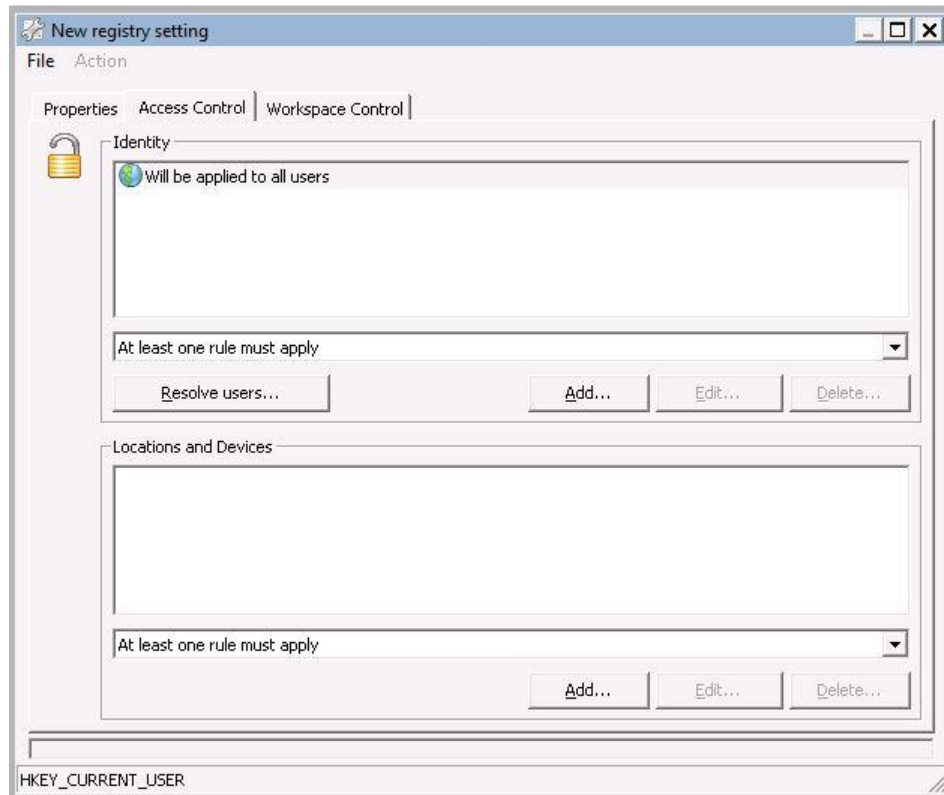 New registry setting
File Action
Properties Access Control Workspace Control
Identity
Will be applied to all users
At least one rule must apply
Resolve users... Add... Edit... Delete...
Locations and Devices
At least one rule must apply
Add... Edit... Delete...
HKEY_CURRENT_USER